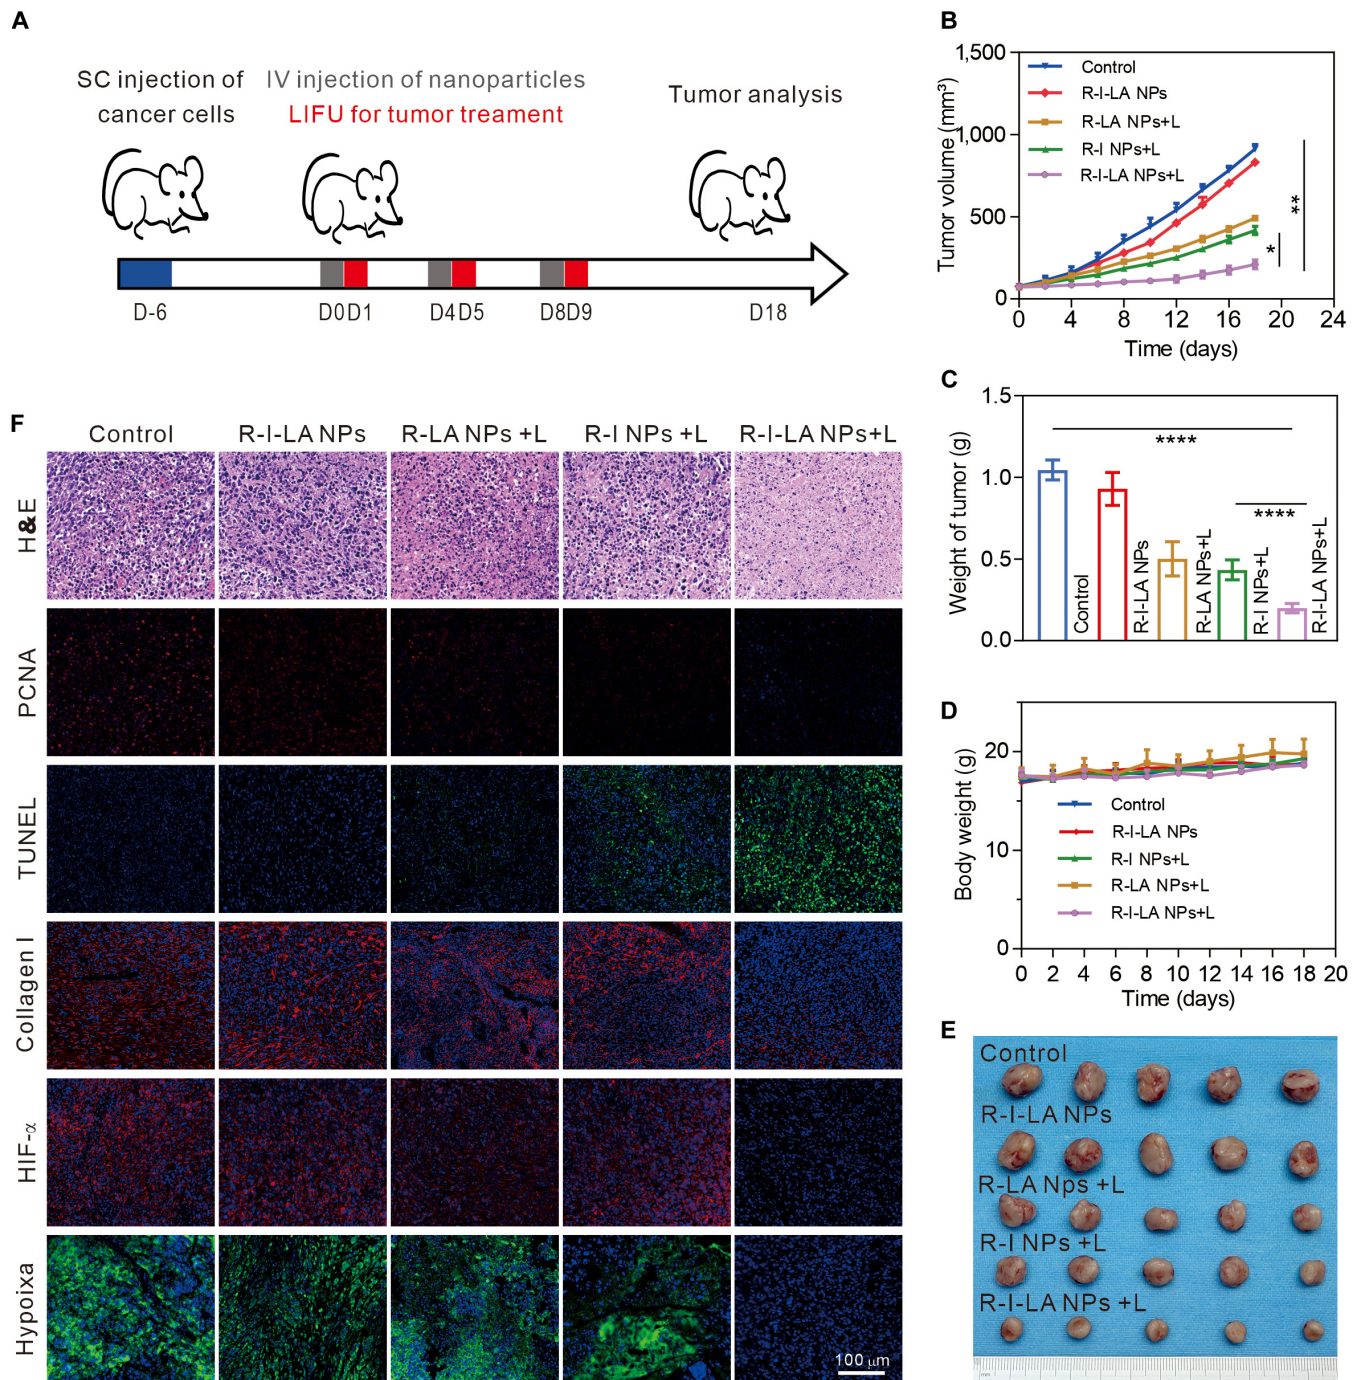 A
SC injection of
cancer cells
IV injection of nanoparticles
LIFU for tumor treament
Tumor analysis
D-6
D0D1
D4D5
D8D9
D18
B
Tumor volume (mm³)
1,500
1,000
500
0
Control
R-I-LA NPs
R-LA NPs+L
R-I NPs+L
R-I-LA NPs+L
**
*
0 4 8 12 16 20 24
Time (days)
C
Weight of tumor (g)
1.5
1.0
0.5
0.0
****
****
Control
R-I-LA NPs
R-LA NPs+L
R-I NPs+L
R-I-LA NPs+L
D
Body weight (g)
20
10
0
Control
R-I-LA NPs
R-I NPs+L
R-LA NPs+L
R-I-LA NPs+L
0 2 4 6 8 10 12 14 16 18 20
Time (days)
E
Control
R-I-LA NPs
R-LA Nps +L
R-I NPs +L
R-I-LA NPs +L
mm
F
Control R-I-LA NPs R-LA NPs +L R-I NPs +L R-I-LA NPs+L
H&E
PCNA
TUNEL
Collagen I
HIF-α
Hypoixa
100 μm